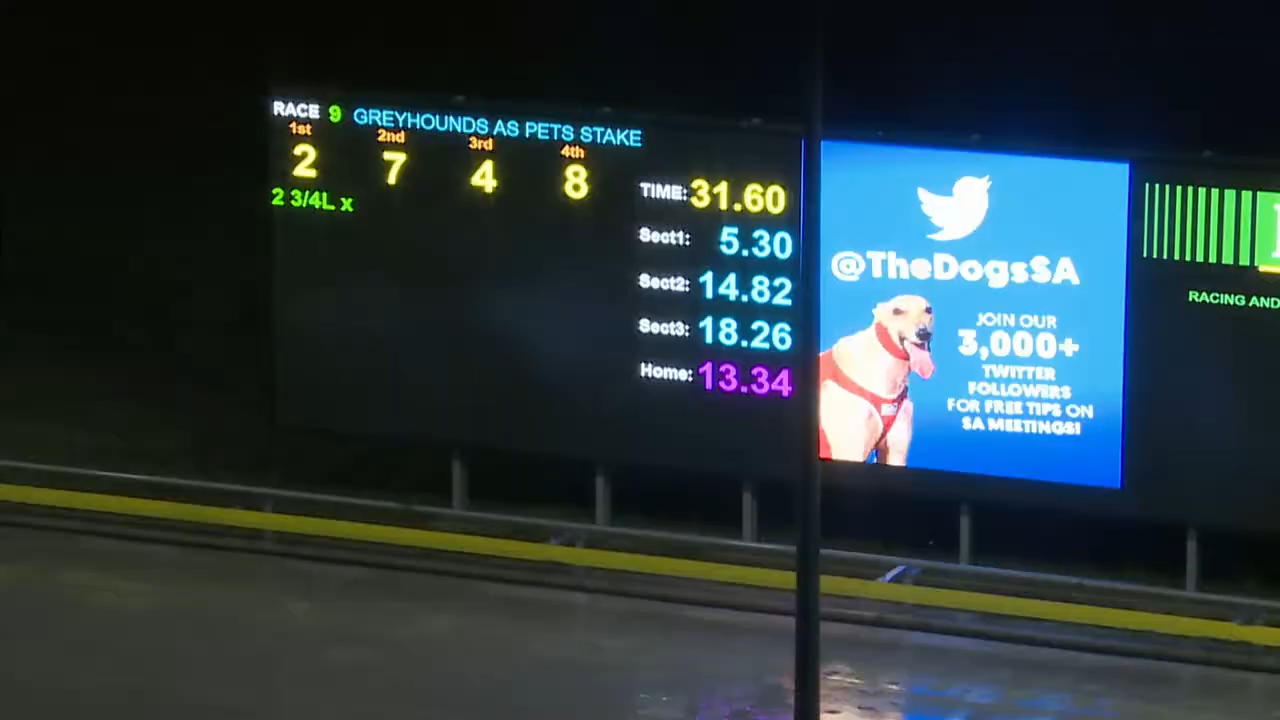 RACE 9 GREYHOUNDS AS PETS STAKE
1st 2nd 3rd 4th
2 7 4 8
2 3/4L x
TIME: 31.60
Sect1: 5.30
Sect2: 14.82
Sect3: 18.26
Home: 13.34
@TheDogsSA
JOIN OUR
3,000+
TWITTER
FOLLOWERS
FOR FREE TIPS ON
SA MEETINGS!
RACING AND